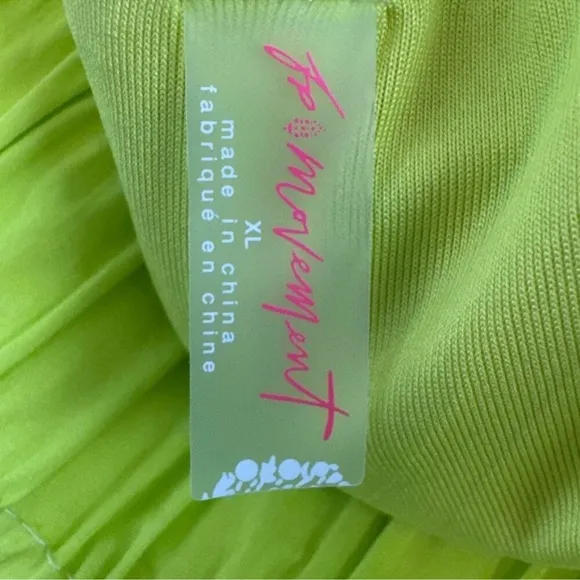 fp movement
XL
made in china
fabriqué en chine